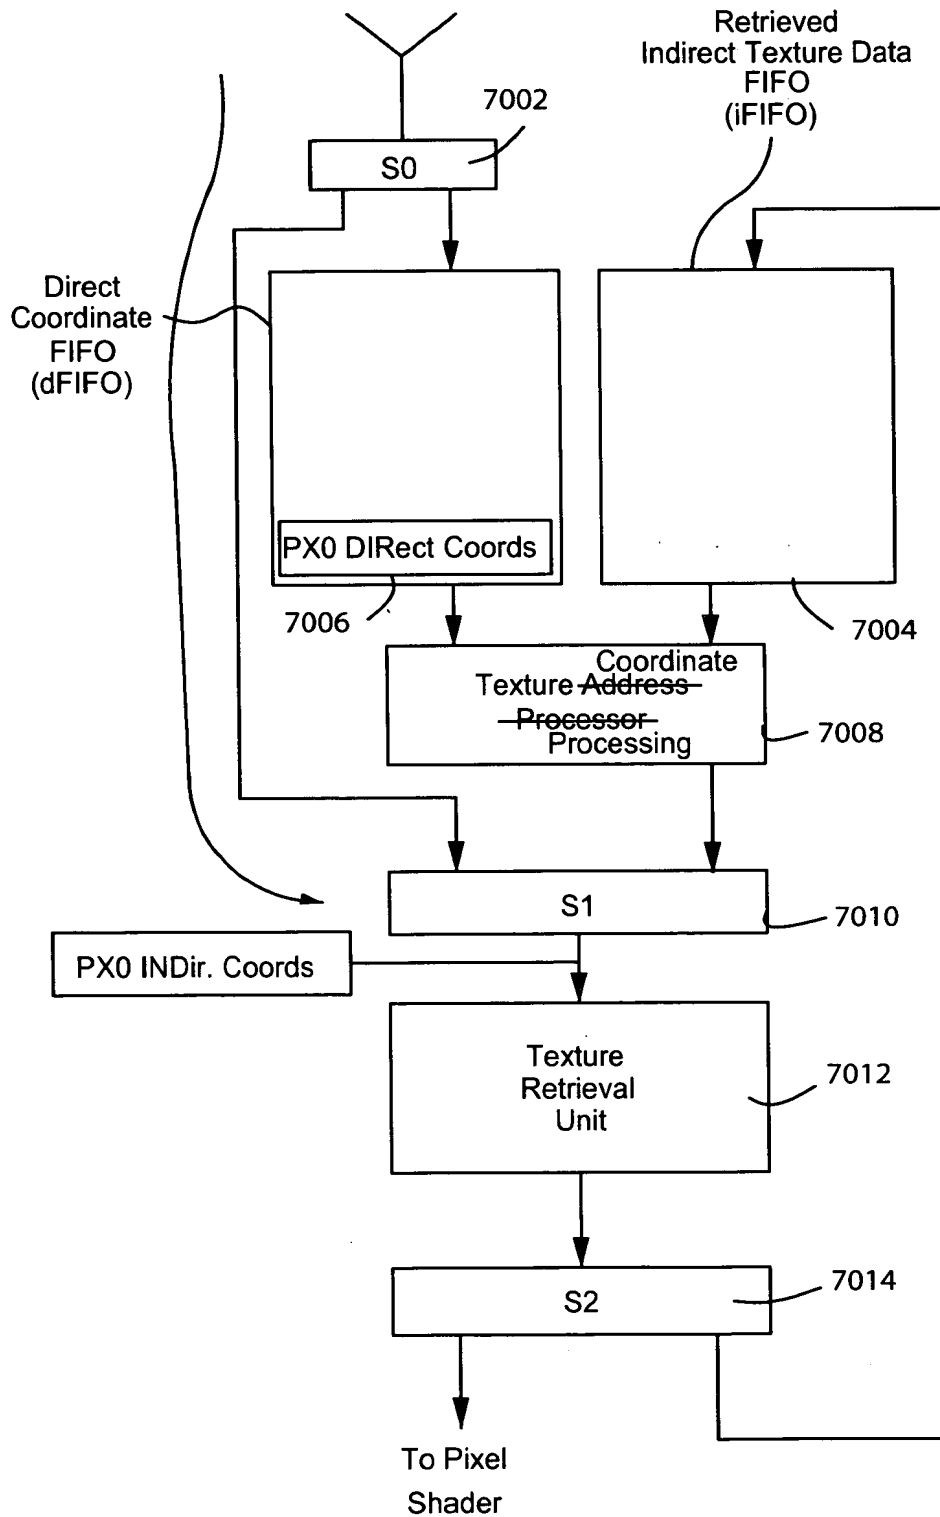 Retrieved
Indirect Texture Data
FIFO
(iFIFO)
7002
S0
Direct
Coordinate
FIFO
(dFIFO)
PX0 DIRect Coords
7006
7004
Coordinate
Texture Address
Processor
Processing
7008
S1
7010
PX0 INDir. Coords
Texture
Retrieval
Unit
7012
S2
7014
To Pixel
Shader